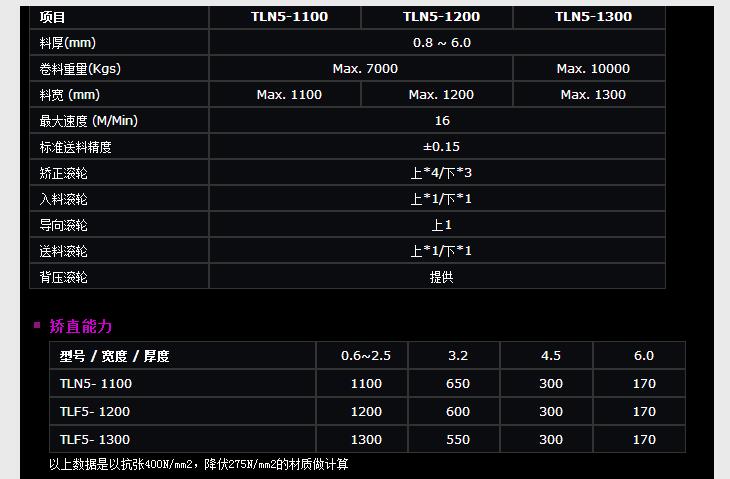 项目 TLN5-1100 TLN5-1200 TLN5-1300
料厚(mm) 0.8 ~ 6.0
卷料重量(Kgs) Max. 7000 Max. 10000
料宽 (mm) Max. 1100 Max. 1200 Max. 1300
最大速度 (M/Min) 16
标准送料精度 ±0.15
矫正滚轮 上*4/下*3
入料滚轮 上*1/下*1
导向滚轮 上1
送料滚轮 上*1/下*1
背压滚轮 提供
矫直能力
型号 / 宽度 / 厚度 0.6~2.5 3.2 4.5 6.0
TLN5- 1100 1100 650 300 170
TLF5- 1200 1200 600 300 170
TLF5- 1300 1300 550 300 170
以上数据是以抗张400N/mm2，降伏275N/mm2的材质做计算